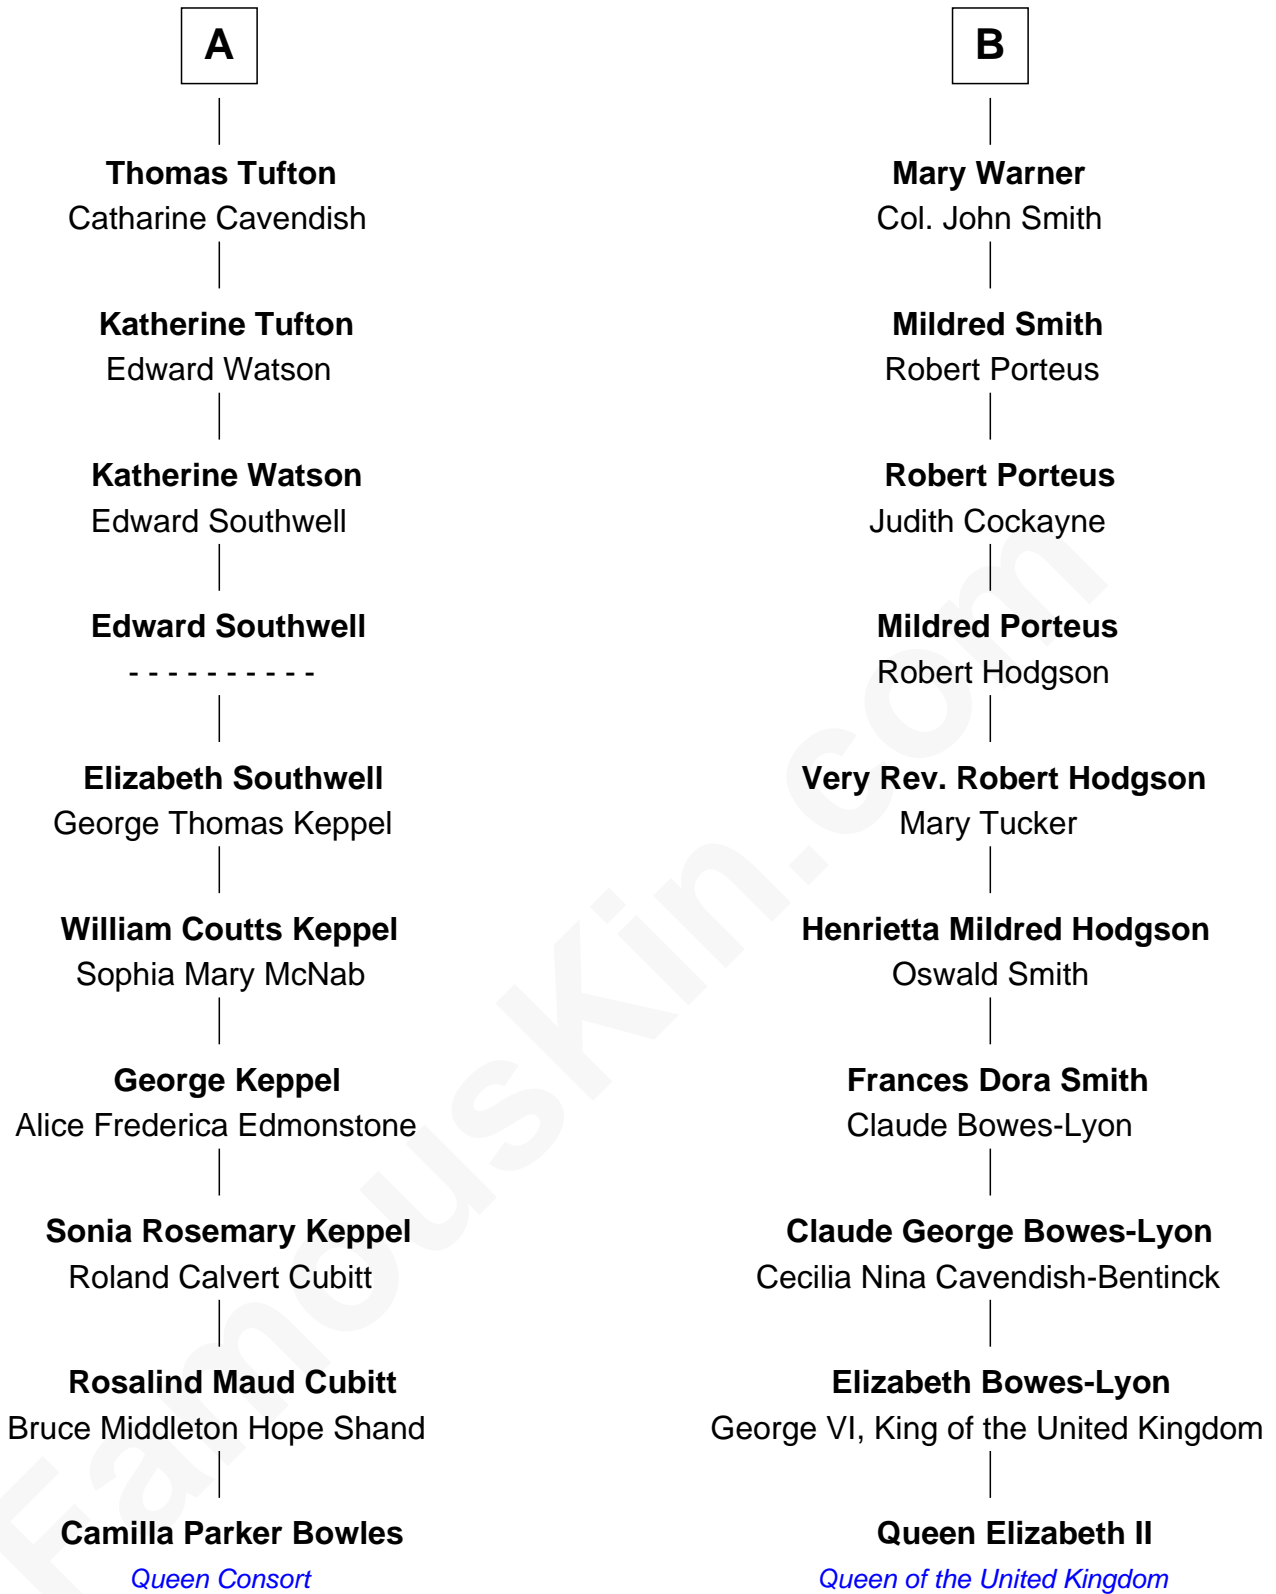 A
Thomas Tufton
Catharine Cavendish
Katherine Tufton
Edward Watson
Katherine Watson
Edward Southwell
Edward Southwell
- - - - - - - - - -
Elizabeth Southwell
George Thomas Keppel
William Coutts Keppel
Sophia Mary McNab
George Keppel
Alice Frederica Edmonstone
Sonia Rosemary Keppel
Roland Calvert Cubitt
Rosalind Maud Cubitt
Bruce Middleton Hope Shand
Camilla Parker Bowles
Queen Consort
B
Mary Warner
Col. John Smith
Mildred Smith
Robert Porteus
Robert Porteus
Judith Cockayne
Mildred Porteus
Robert Hodgson
Very Rev. Robert Hodgson
Mary Tucker
Henrietta Mildred Hodgson
Oswald Smith
Frances Dora Smith
Claude Bowes-Lyon
Claude George Bowes-Lyon
Cecilia Nina Cavendish-Bentinck
Elizabeth Bowes-Lyon
George VI, King of the United Kingdom
Queen Elizabeth II
Queen of the United Kingdom
FamousKin.com